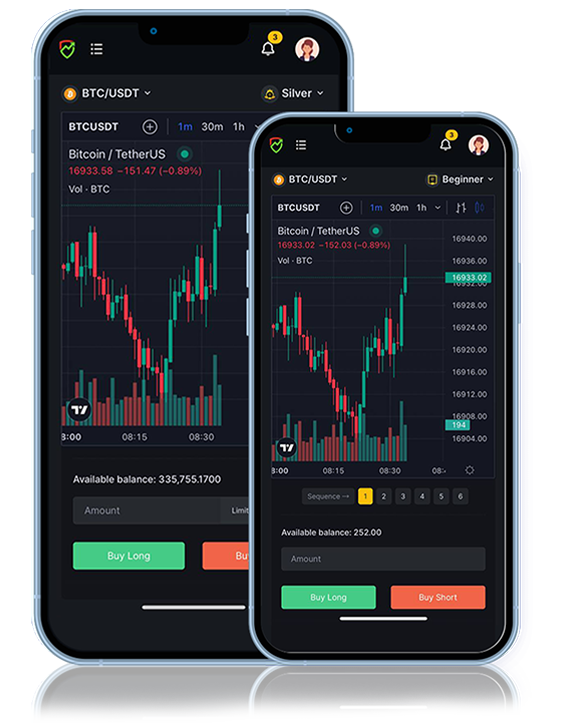 3
BTC/USDT
Silver
BTCUSDT
1m 30m 1h
Bitcoin / TetherUS
16933.58 −151.47 (−0.89%)
Vol · BTC
8:00 08:15 08:30
Available balance: 335,755.1700
Amount
Limit
Buy Long
Bu
3
BTC/USDT
Beginner
BTCUSDT
1m 30m 1h
Bitcoin / TetherUS
16933.02 −152.03 (−0.89%)
Vol · BTC
16940.00
16936.00
16933.02
16932.00
16928.00
16924.00
16920.00
16916.00
16912.00
16908.00
194
16904.00
8:00 08:15 08:30 08:
Sequence → 1 2 3 4 5 6
Available balance: 252.00
Amount
Buy Long
Buy Short